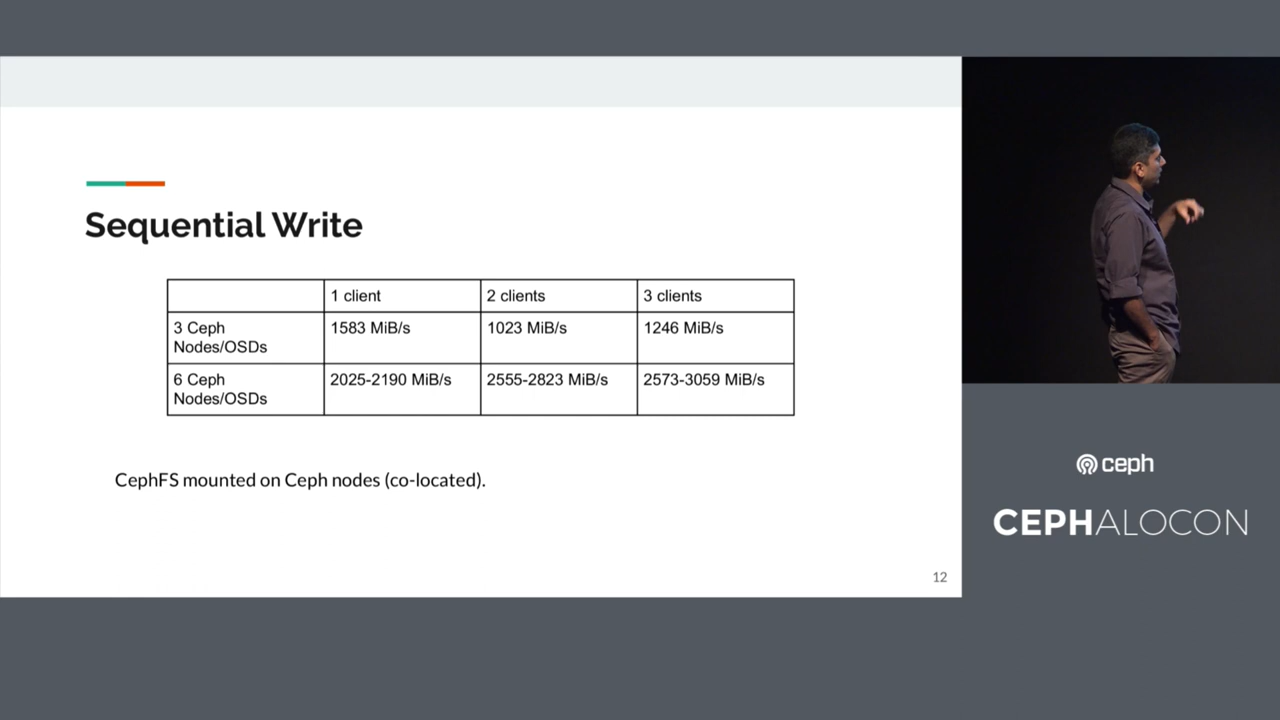 Sequential Write
1 client 2 clients 3 clients
3 Ceph Nodes/OSDs 1583 MiB/s 1023 MiB/s 1246 MiB/s
6 Ceph Nodes/OSDs 2025-2190 MiB/s 2555-2823 MiB/s 2573-3059 MiB/s
CephFS mounted on Ceph nodes (co-located).
12
ceph
CEPHALOCON